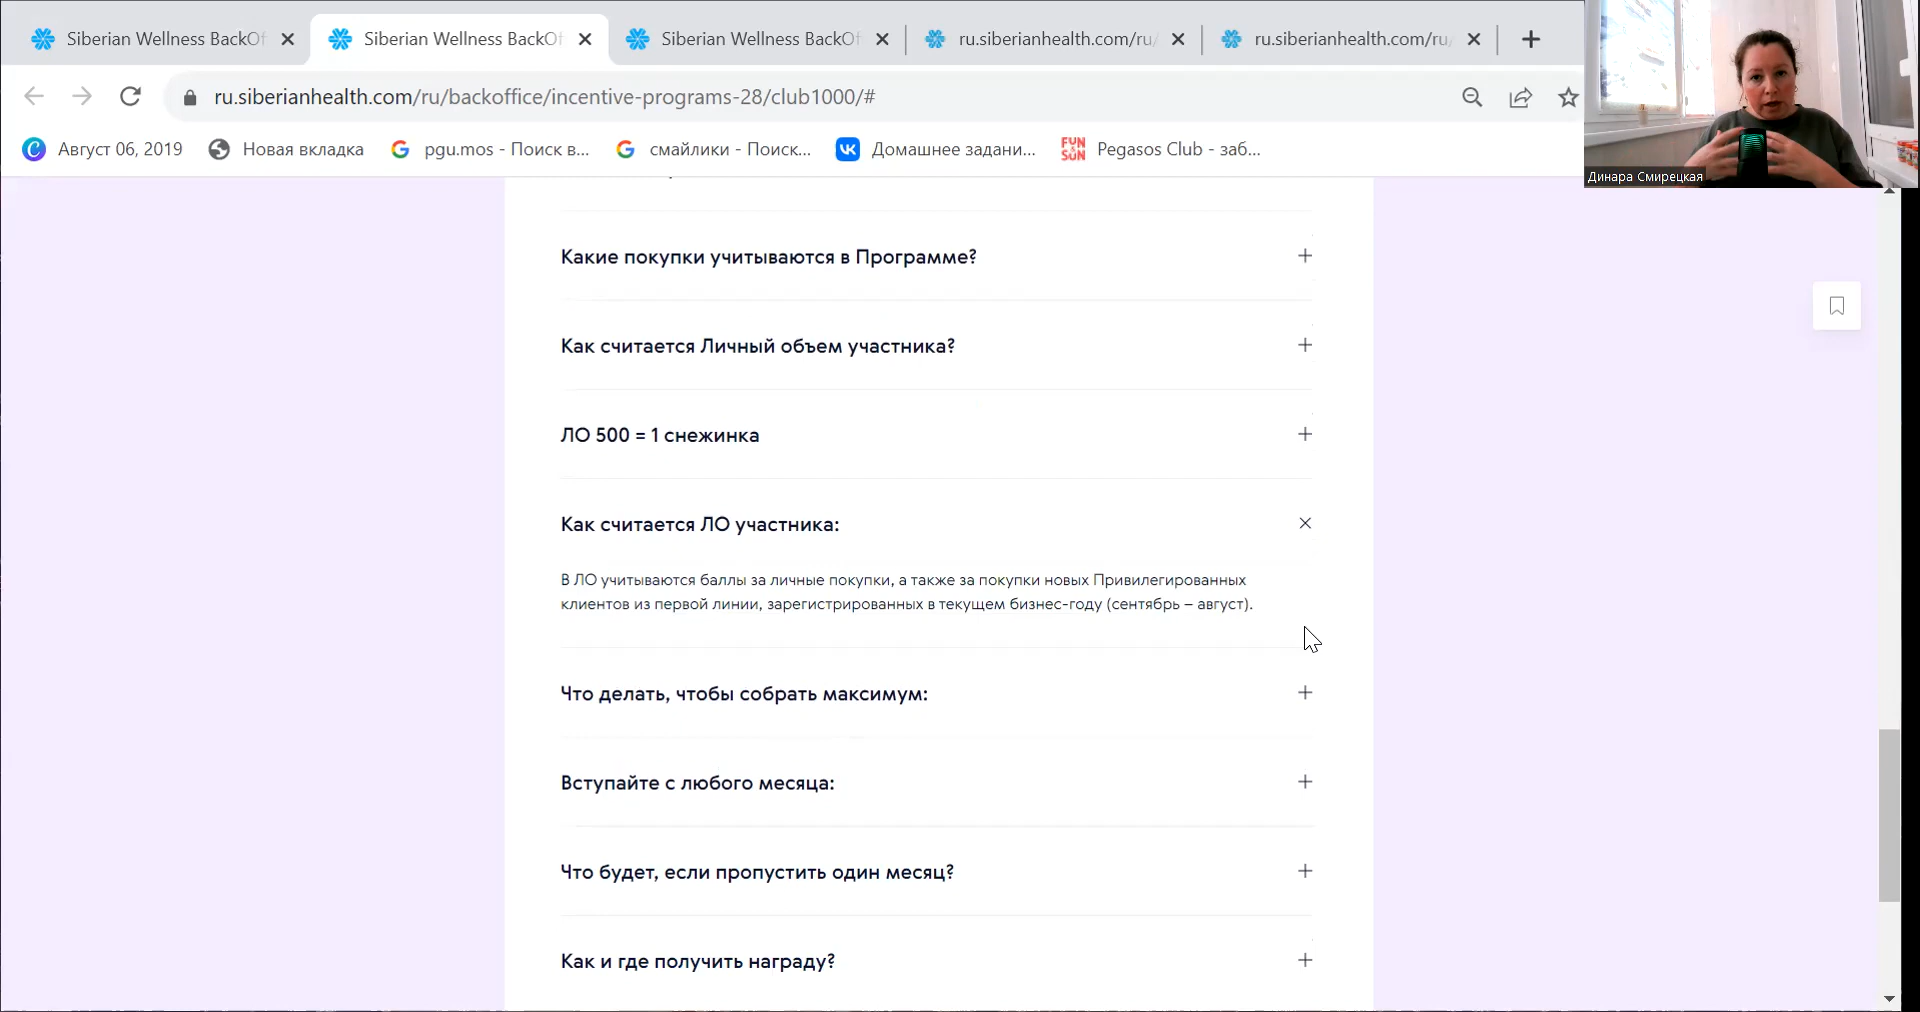 Siberian Wellness BackOf
Siberian Wellness BackOf
Siberian Wellness BackOf
ru.siberianhealth.com/ru/
ru.siberianhealth.com/ru/
ru.siberianhealth.com/ru/backoffice/incentive-programs-28/club1000/#
Август 06, 2019
Новая вкладка
pgu.mos - Поиск в...
смайлики - Поиск...
Домашнее задани...
FUN&SUN
Pegasos Club - заб...
Динара Смирецкая
Какие покупки учитываются в Программе?
Как считается Личный объем участника?
ЛО 500 = 1 снежинка
Как считается ЛО участника:
В ЛО учитываются баллы за личные покупки, а также за покупки новых Привилегированных
клиентов из первой линии, зарегистрированных в текущем бизнес-году (сентябрь – август).
Что делать, чтобы собрать максимум:
Вступайте с любого месяца:
Что будет, если пропустить один месяц?
Как и где получить награду?